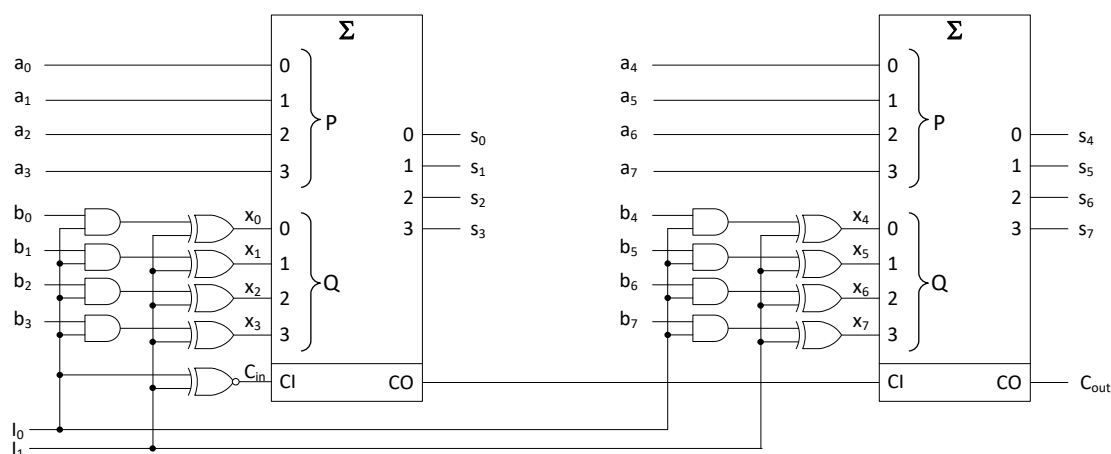 Σ Σ
a₀ 0 a₄ 0
a₁ 1 a₅ 1
P P
a₂ 2 0 s₀ a₆ 2 0 s₄
1 s₁ 1 s₅
a₃ 3 a₇ 3
2 s₂ 2 s₆
b₀ x₀ 0 3 s₃ b₄ x₄ 0 3 s₇
b₁ x₁ 1 b₅ x₅ 1
Q Q
b₂ x₂ 2 b₆ x₆ 2
b₃ x₃ 3 b₇ x₇ 3
Cᵢₙ CI CO CI CO Cₒᵤₜ
I₀
I₁